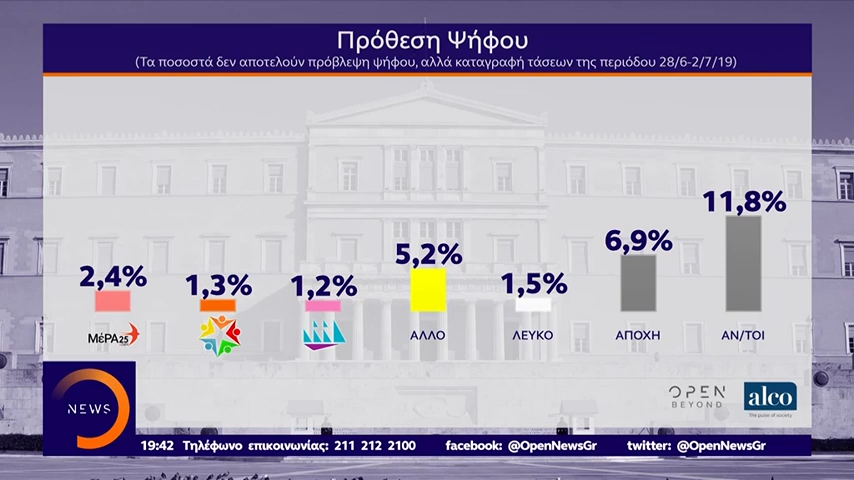 Πρόθεση Ψήφου
(Τα ποσοστά δεν αποτελούν πρόβλεψη ψήφου, αλλά καταγραφή τάσεων της περιόδου 28/6-2/7/19)
2,4% 1,3% 1,2% 5,2% 1,5% 6,9% 11,8%
ΜέΡΑ25 ΑΛΛΟ ΛΕΥΚΟ ΑΠΟΧΗ ΑΝ/ΤΟΙ
OPEN
BEYOND
alco
The pulse of society
NEWS
19:42 Τηλέφωνο επικοινωνίας: 211 212 2100 facebook: @OpenNewsGr twitter: @OpenNewsGr